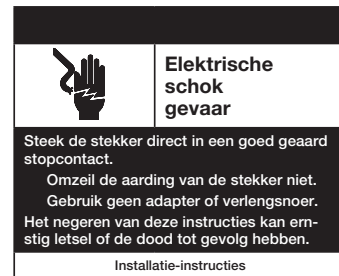 Elektrische
schok
gevaar
Steek de stekker direct in een goed geaard
stopcontact.
Omzeil de aarding van de stekker niet.
Gebruik geen adapter of verlengsnoer.
Het negeren van deze instructies kan ern-
stig letsel of de dood tot gevolg hebben.
Installatie-instructies